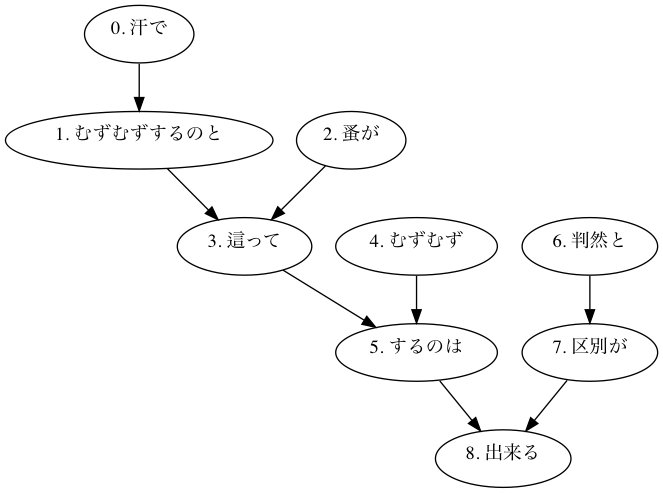 0. 汗で
1. むずむずするのと
2. 蚤が
3. 這って
4. むずむず
6. 判然と
5. するのは
7. 区別が
8. 出来る